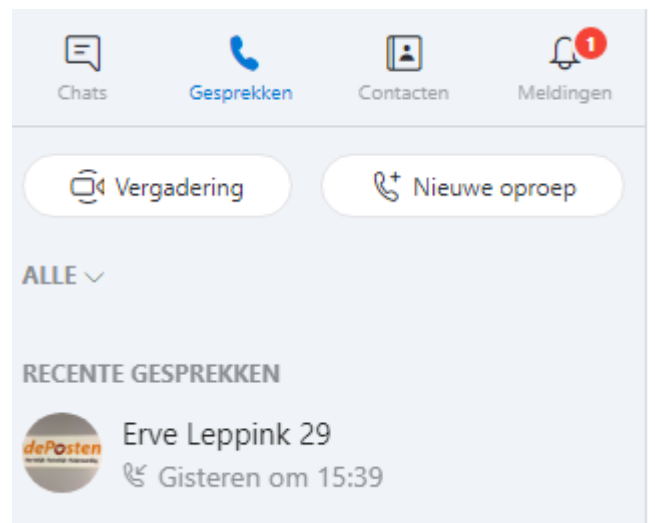 1
Chats Gesprekken Contacten Meldingen
Vergadering Nieuwe oproep
ALLE
RECENTE GESPREKKEN
dePosten
Erve Leppink 29
Gisteren om 15:39